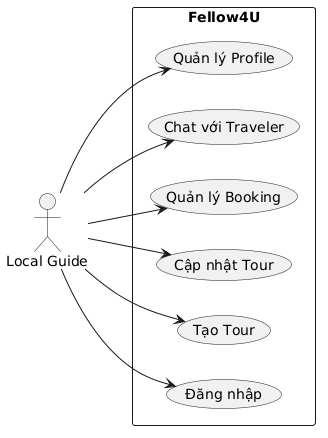 Fellow4U
Quản lý Profile
Chat với Traveler
Quản lý Booking
Local Guide
Cập nhật Tour
Tạo Tour
Đăng nhập